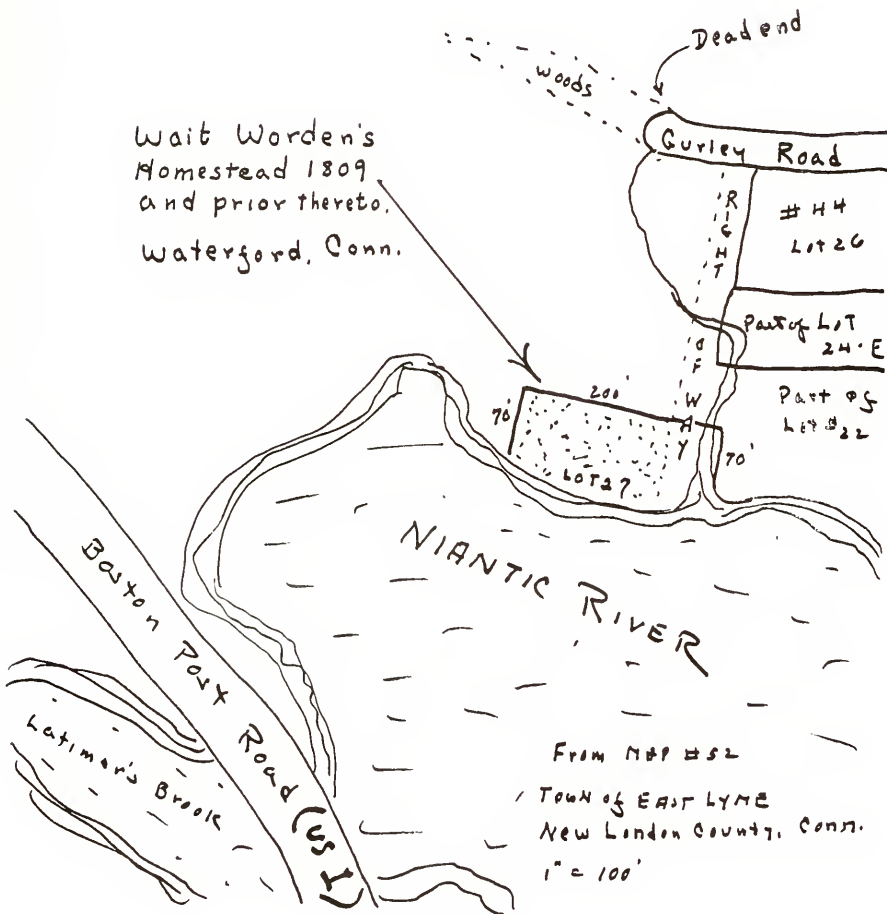 Dead end
woods
Gurley Road
Wait Worden's
Homestead 1809
and prior thereto.
Waterford, Conn.
RIGHT OF WAY
# H4
Lot 26
Part of LOT
24·E
Part of
Lot #22
200'
70'
70'
LOT 27
NIANTIC RIVER
Boston Post Road (US 1)
Latimer's Brook
From MAP #52
Town of EAST LYME
New London County, Conn.
1" = 100'